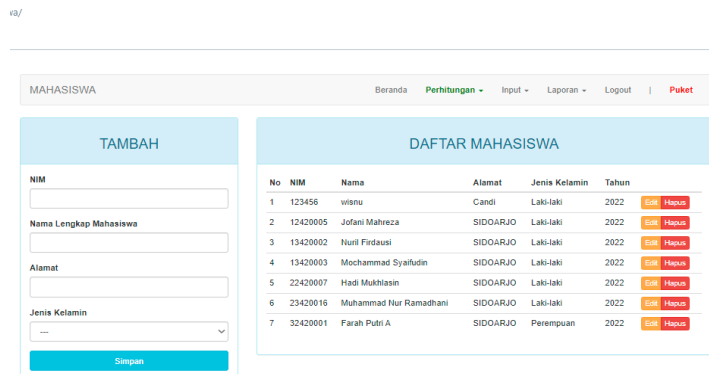 wa/
MAHASISWA Beranda Perhitungan Input Laporan Logout | Puket
TAMBAH
NIM
Nama Lengkap Mahasiswa
Alamat
Jenis Kelamin
---
Simpan
DAFTAR MAHASISWA
No NIM Nama Alamat Jenis Kelamin Tahun
1 123456 wisnu Candi Laki-laki 2022 Edit Hapus
2 12420005 Jofani Mahreza SIDOARJO Laki-laki 2022 Edit Hapus
3 13420002 Nuril Firdausi SIDOARJO Laki-laki 2022 Edit Hapus
4 13420003 Mochammad Syaifudin SIDOARJO Laki-laki 2022 Edit Hapus
5 22420007 Hadi Mukhlasin SIDOARJO Laki-laki 2022 Edit Hapus
6 23420016 Muhammad Nur Ramadhani SIDOARJO Laki-laki 2022 Edit Hapus
7 32420001 Farah Putri A SIDOARJO Perempuan 2022 Edit Hapus